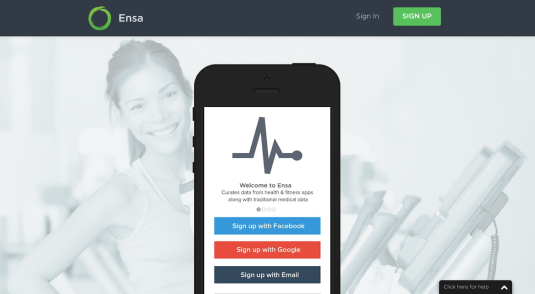 Ensa
Sign In
SIGN UP
Welcome to Ensa
Curates data from health & fitness apps
along with traditional medical data
Sign up with Facebook
Sign up with Google
Sign up with Email
Click here for help